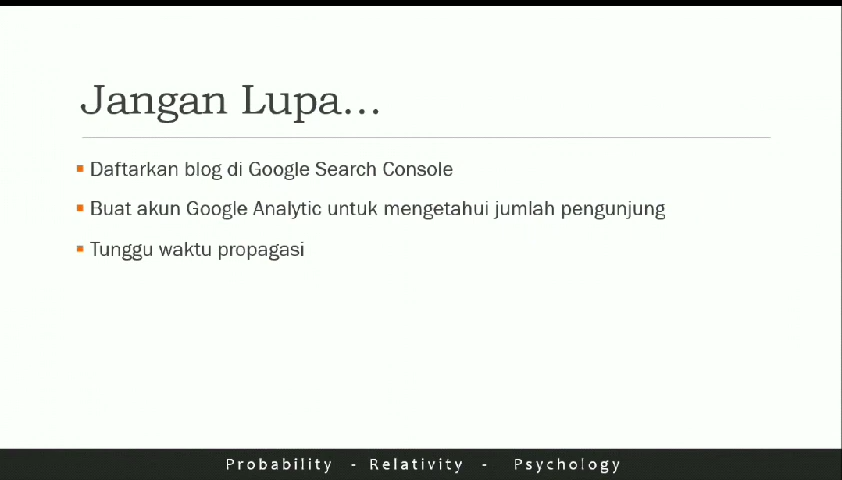 Jangan Lupa...
Daftarkan blog di Google Search Console
Buat akun Google Analytic untuk mengetahui jumlah pengunjung
Tunggu waktu propagasi
Probability - Relativity - Psychology